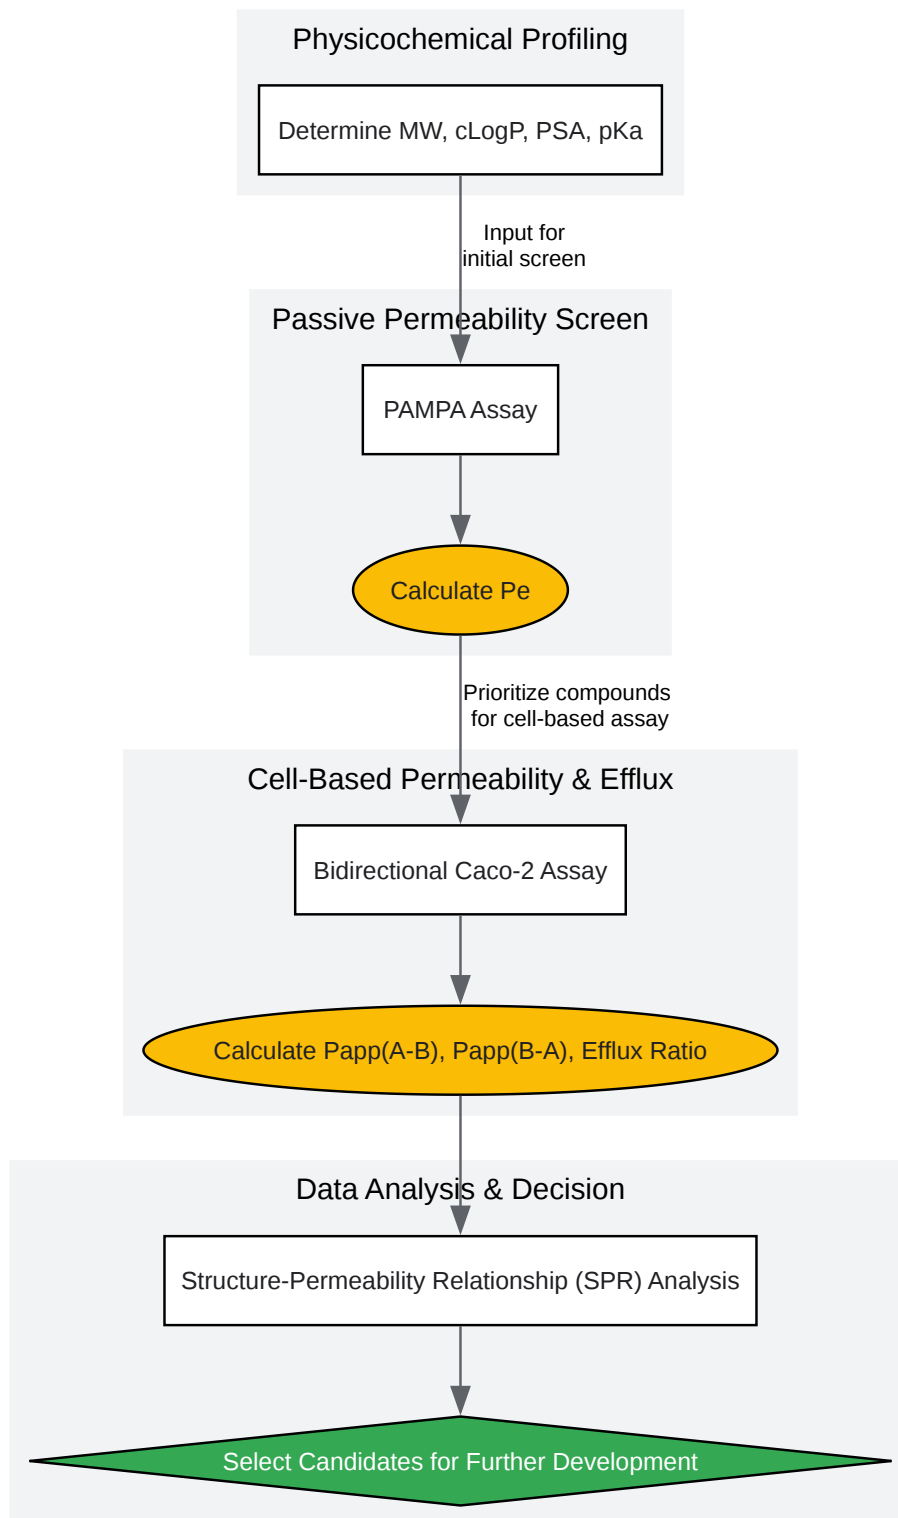 Physicochemical Profiling
Determine MW, cLogP, PSA, pKa
Input for
initial screen
Passive Permeability Screen
PAMPA Assay
Calculate Pe
Prioritize compounds
for cell-based assay
Cell-Based Permeability & Efflux
Bidirectional Caco-2 Assay
Calculate Papp(A-B), Papp(B-A), Efflux Ratio
Data Analysis & Decision
Structure-Permeability Relationship (SPR) Analysis
Select Candidates for Further Development